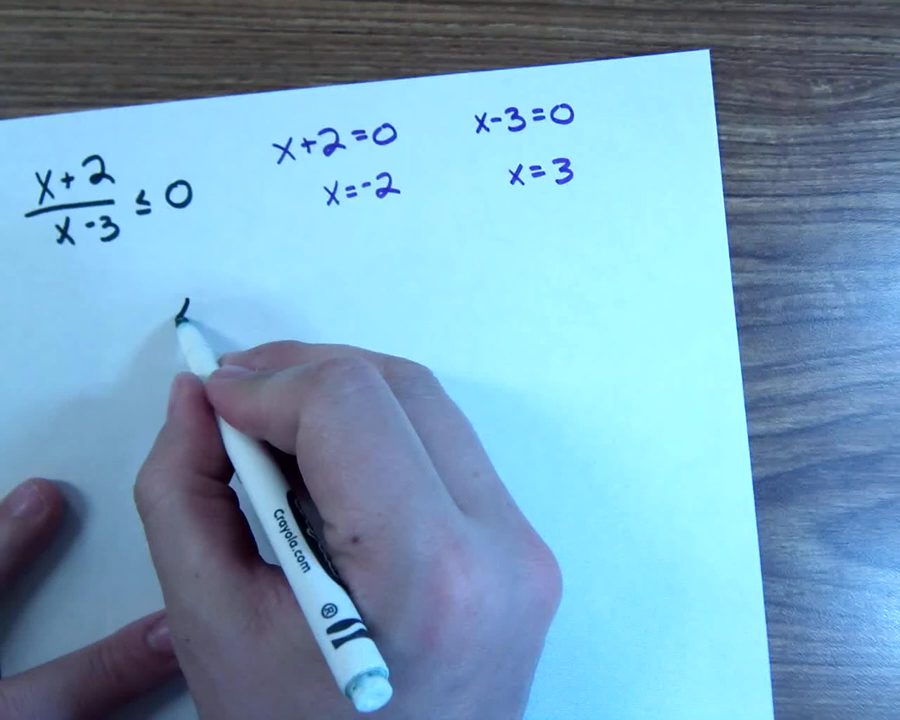 x+2=0
x-3=0
x+2
x-3
≤ 0
x=-2
x=3
Crayola.com
®